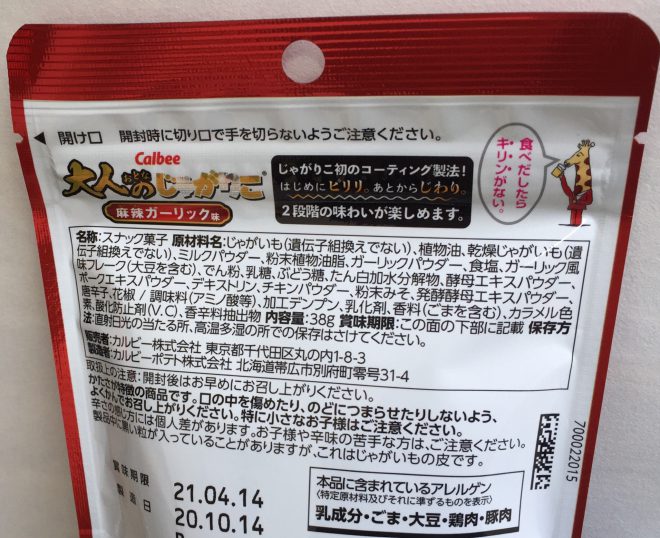 ◀ 開け口 開封時に切り口で手を切らないようご注意ください。
Calbee
大人のじゃがりこ
おとな
麻辣ガーリック味
じゃがりこ初のコーティング製法!
はじめにビリリ。あとからじわり。
2段階の味わいが楽しめます。
食べだしたら
キリンがない。
名称:スナック菓子 原材料名:じゃがいも(遺伝子組換えでない)、植物油、乾燥じゃがいも(遺
伝子組換えでない)、ミルクパウダー、粉末植物油脂、ガーリックパウダー、食塩、ガーリック風
味フレーク(大豆を含む)、でん粉、乳糖、ぶどう糖、たん白加水分解物、酵母エキスパウダー、
ポークエキスパウダー、デキストリン、チキンパウダー、粉末みそ、発酵酵母エキスパウダー、
唐辛子、花椒/調味料(アミノ酸等)、加工デンプン、乳化剤、香料(ごまを含む)、カラメル色
素、酸化防止剤(V.C)、香辛料抽出物 内容量:38g 賞味期限:この面の下部に記載 保存方
法:直射日光の当たる所、高温多湿の所での保存はさけてください。
販売者:カルビー株式会社 東京都千代田区丸の内1-8-3
製造者:カルビーポテト株式会社 北海道帯広市別府町零号31-4
取扱上の注意:開封後はお早めにお召し上がりください。
かたさが特徴の商品です。口の中を傷めたり、のどにつまらせたりしないよう、
よくかんでお召し上がりください。特に小さなお子様はご注意ください。
辛さの感じ方には個人差があります。お子様や辛味の苦手な方は、ご注意ください。
製品中に黒い粒が入っていることがありますが、これはじゃがいもの皮です。
700022015
賞味期限 21.04.14
製造日 20.10.14
本品に含まれているアレルゲン
〈特定原材料及びそれに準ずるものを表示〉
乳成分・ごま・大豆・鶏肉・豚肉